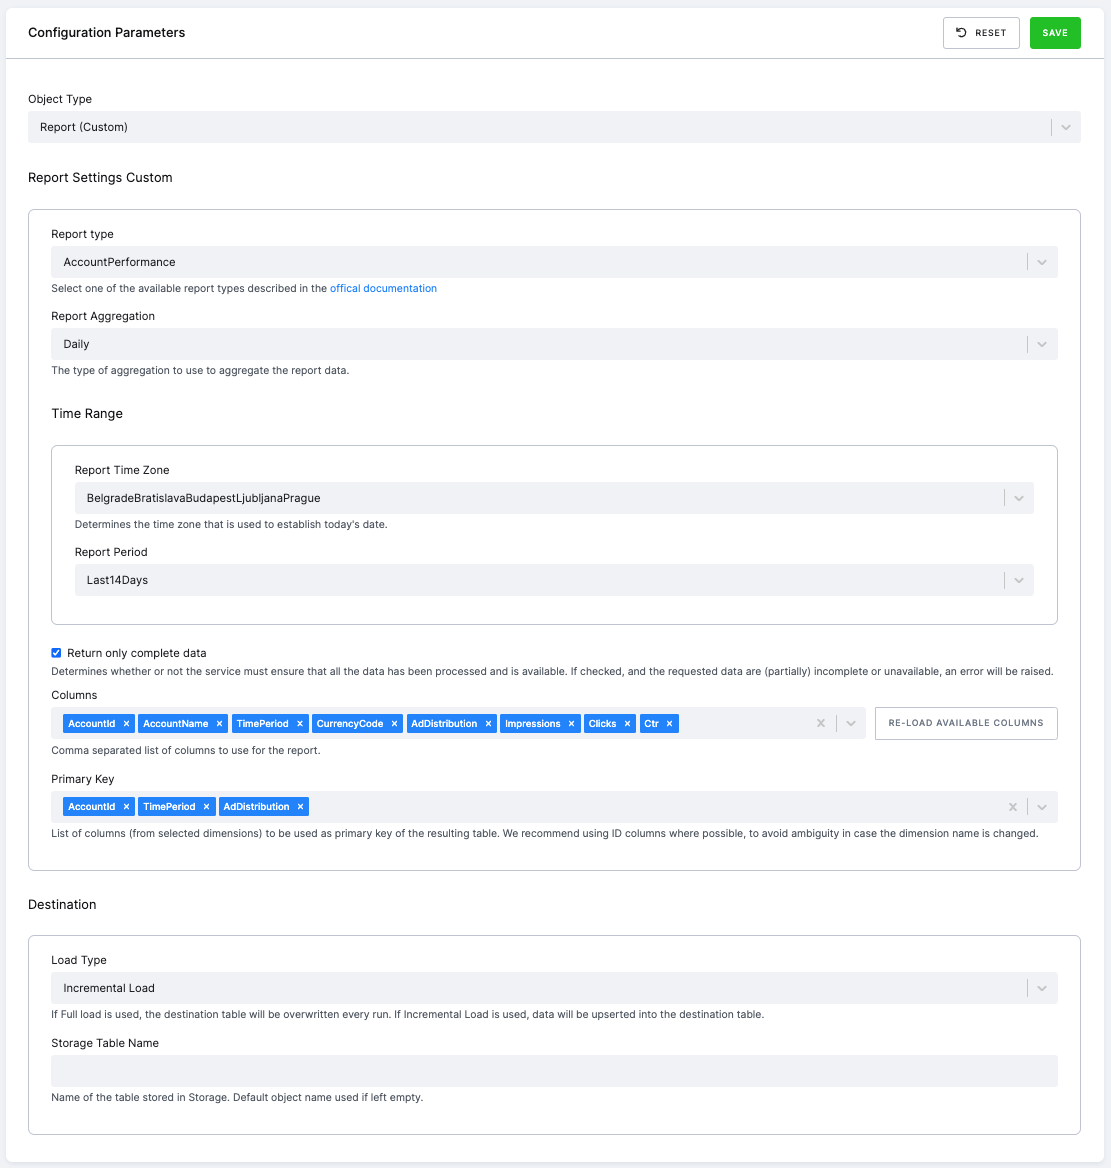 Configuration Parameters
RESET
SAVE
Object Type
Report (Custom)
Report Settings Custom
Report type
AccountPerformance
Select one of the available report types described in the offical documentation
Report Aggregation
Daily
The type of aggregation to use to aggregate the report data.
Time Range
Report Time Zone
BelgradeBratislavaBudapestLjubljanaPrague
Determines the time zone that is used to establish today's date.
Report Period
Last14Days
Return only complete data
Determines whether or not the service must ensure that all the data has been processed and is available. If checked, and the requested data are (partially) incomplete or unavailable, an error will be raised.
Columns
AccountId × AccountName × TimePeriod × CurrencyCode × AdDistribution × Impressions × Clicks × Ctr ×
RE-LOAD AVAILABLE COLUMNS
Comma separated list of columns to use for the report.
Primary Key
AccountId × TimePeriod × AdDistribution ×
List of columns (from selected dimensions) to be used as primary key of the resulting table. We recommend using ID columns where possible, to avoid ambiguity in case the dimension name is changed.
Destination
Load Type
Incremental Load
If Full load is used, the destination table will be overwritten every run. If Incremental Load is used, data will be upserted into the destination table.
Storage Table Name
Name of the table stored in Storage. Default object name used if left empty.